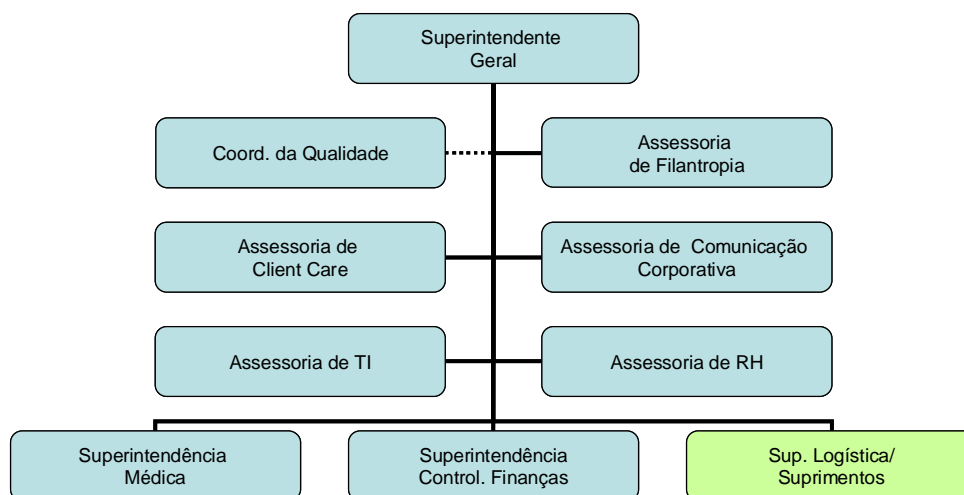 Superintendente
Geral
Coord. da Qualidade
Assessoria
de Filantropia
Assessoria de
Client Care
Assessoria de Comunicação
Corporativa
Assessoria de TI
Assessoria de RH
Superintendência
Médica
Superintendência
Control. Finanças
Sup. Logística/
Suprimentos